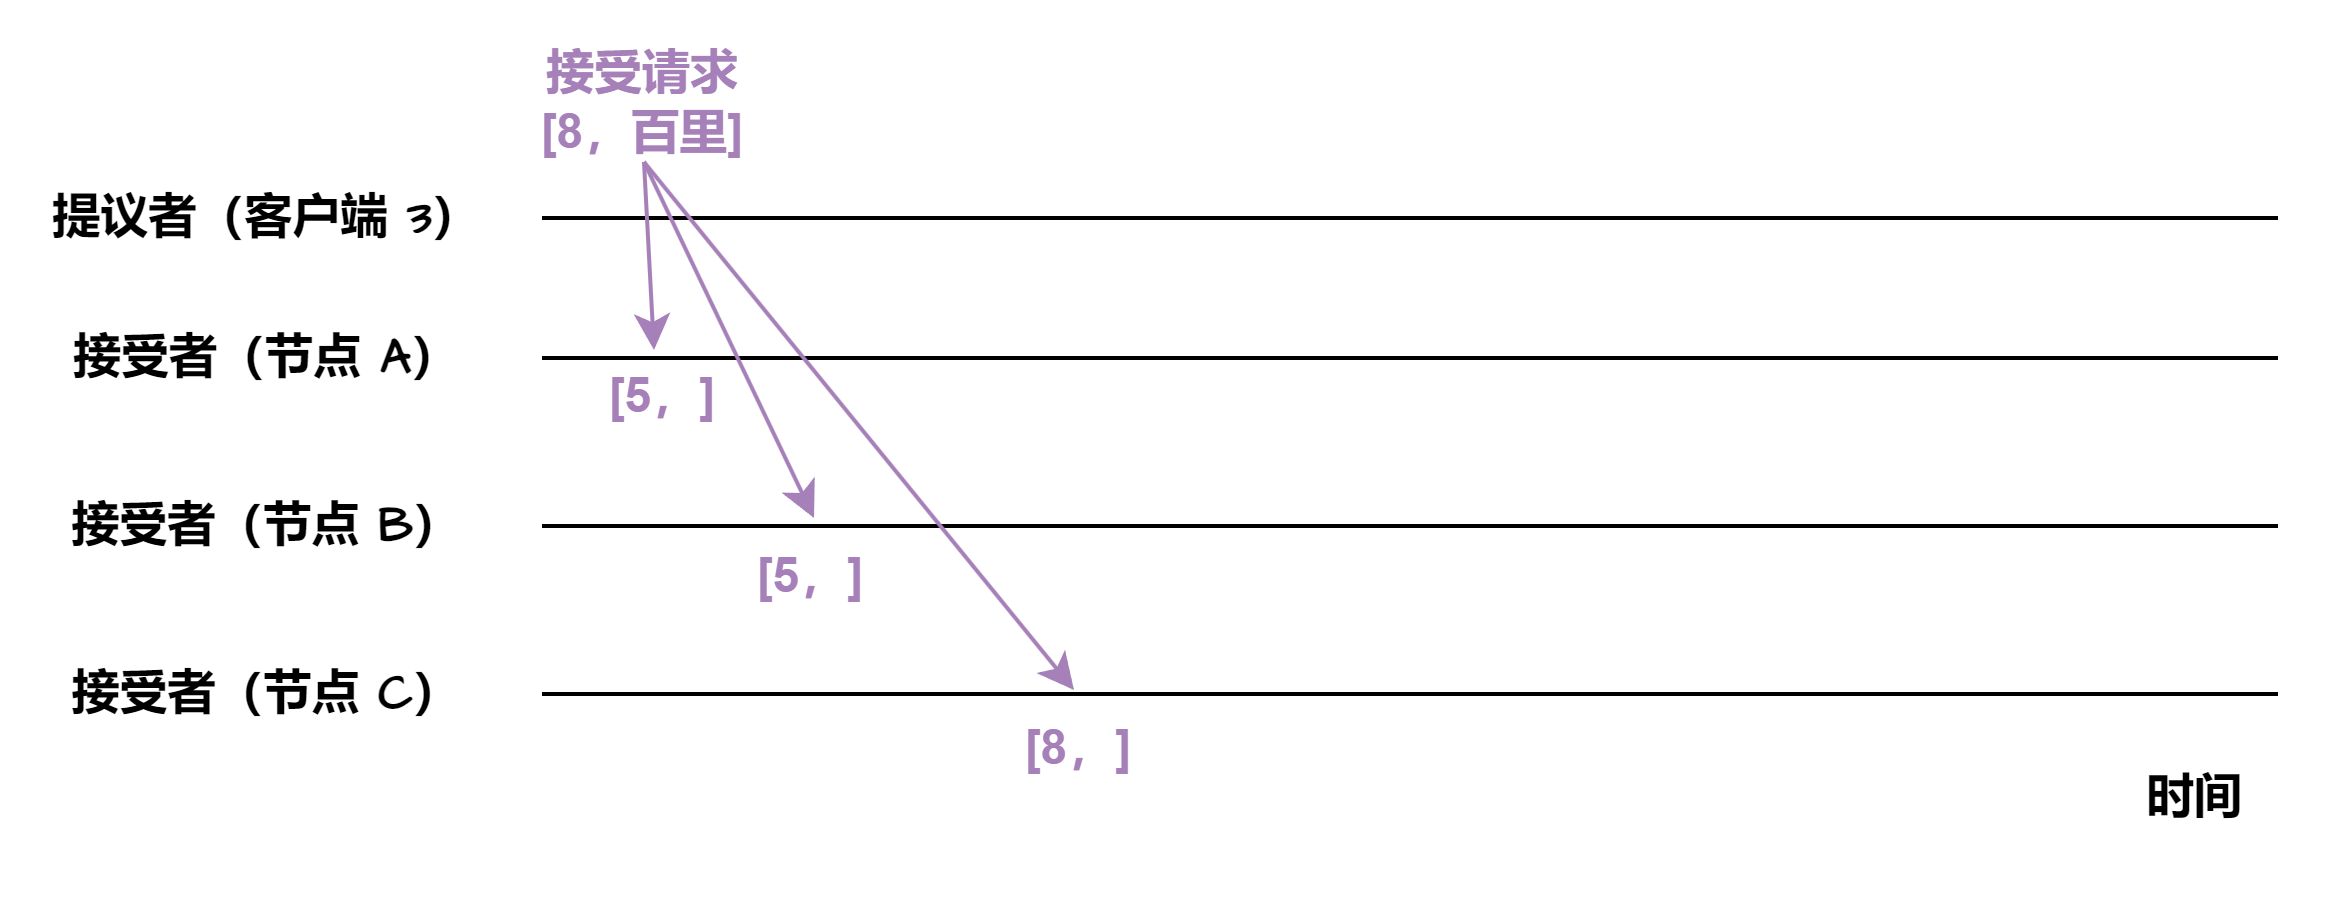 接受请求
[8，百里]
提议者（客户端 3）
接受者（节点 A）
[5，]
接受者（节点 B）
[5，]
接受者（节点 C）
[8，]
时间